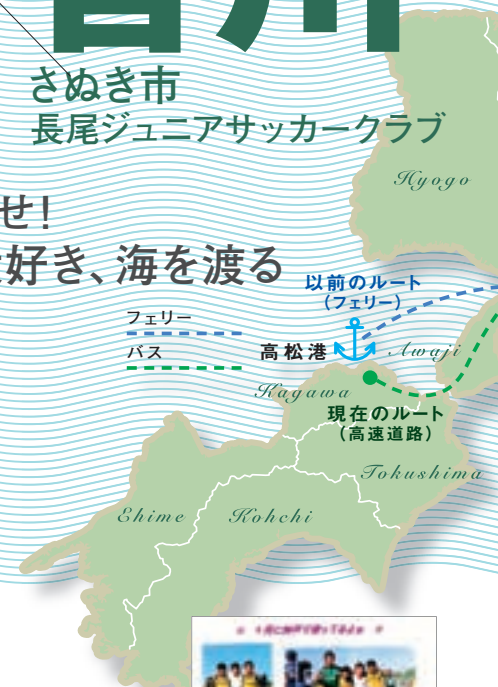 香川
さぬき市
長尾ジュニアサッカークラブ
せ!
好き、海を渡る
Hyogo
以前のルート
(フェリー)
フェリー
バス
高松港
Awaji
Kagawa
現在のルート
(高速道路)
Tokushima
Ehime
Kohchi